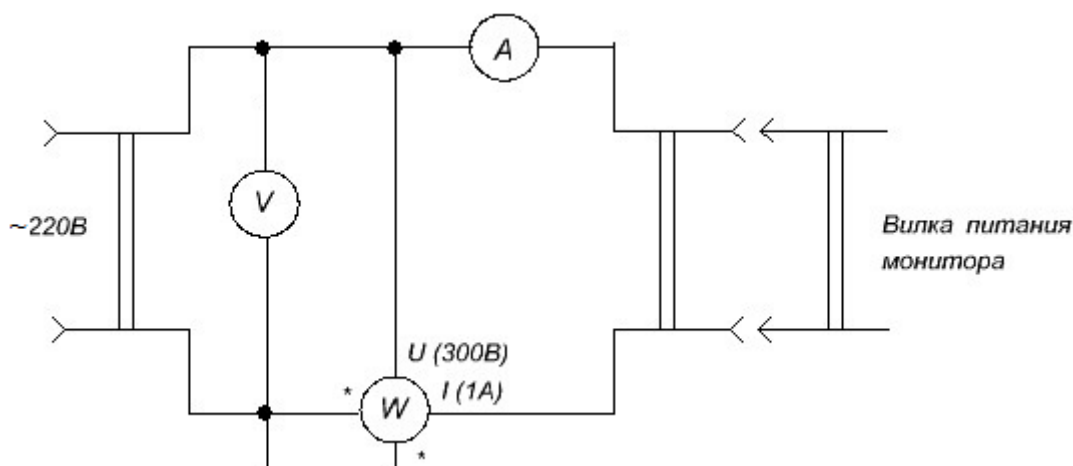 A
V
~220В
Вилка питания
монитора
U (300В)
* I (1А)
W
*